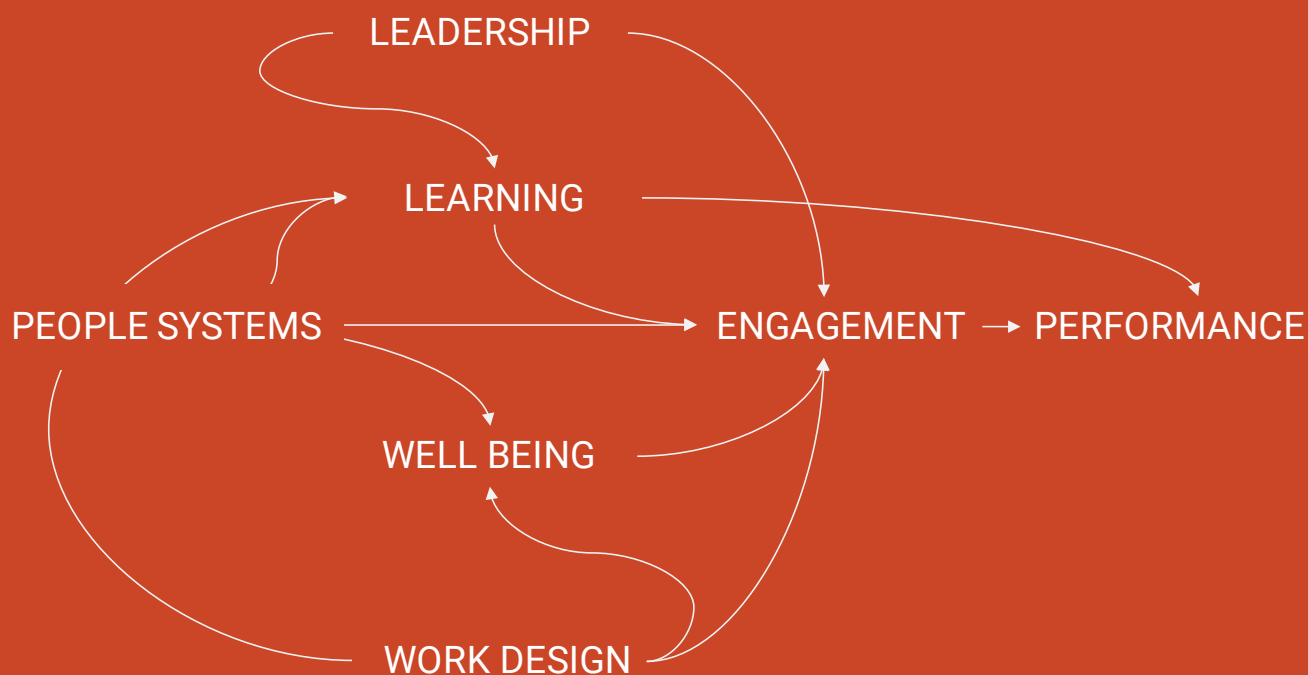 LEADERSHIP
LEARNING
PEOPLE SYSTEMS
ENGAGEMENT
PERFORMANCE
WELL BEING
WORK DESIGN